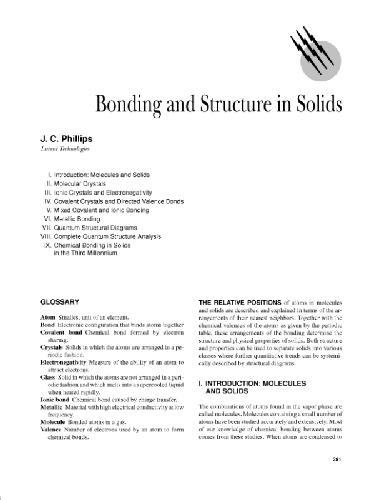 Bonding and Structure in Solids
J. C. Phillips
Lucent Technologies
I. Introduction: Molecules and Solids
II. Molecular Crystals
III. Ionic Crystals and Electronegativity
IV. Covalent Crystals and Directed Valence Bonds
V. Mixed Covalent and Ionic Bonding
VI. Metallic Bonding
VII. Quantum Structural Diagrams
VIII. Complete Quantum Structure Analysis
IX. Chemical Bonding in Solids
in the Third Millennium
GLOSSARY
Atom Smallest unit of an element.
Bond Electronic configuration that binds atoms together
Covalent bond Chemical bond formed by electron
sharing.
Crystals Solids in which the atoms are arranged in a pe-
riodic fashion.
Electronegativity Measure of the ability of an atom to
attract electrons.
Glass Solid in which the atoms are not arranged in a peri-
odic fashion and which melts into a supercooled liquid
when heated rapidly.
Ionic bond Chemical bond caused by charge transfer.
Metallic Material with high electrical conductivity at low
frequency.
Molecule Bonded atoms in a gas.
Valence Number of electrons used by an atom to form
chemical bonds.
THE RELATIVE POSITIONS of atoms in molecules
and solids are described and explained in terms of the ar-
rangements of their nearest neighbors. Together with the
chemical valences of the atoms as given by the periodic
table, these arrangements of the bonding determine the
structure and physical properties of solids. Both structure
and properties can be used to separate solids into various
classes where further quantitative trends can be systemi-
cally described by structural diagrams.
I. INTRODUCTION: MOLECULES
AND SOLIDS
The combinations of atoms found in the vapor phase are
called molecules. Molecules containing a small number of
atoms have been studied accurately and extensively. Most
of our knowledge of chemical bonding between atoms
comes from these studies. When atoms are condensed to
281